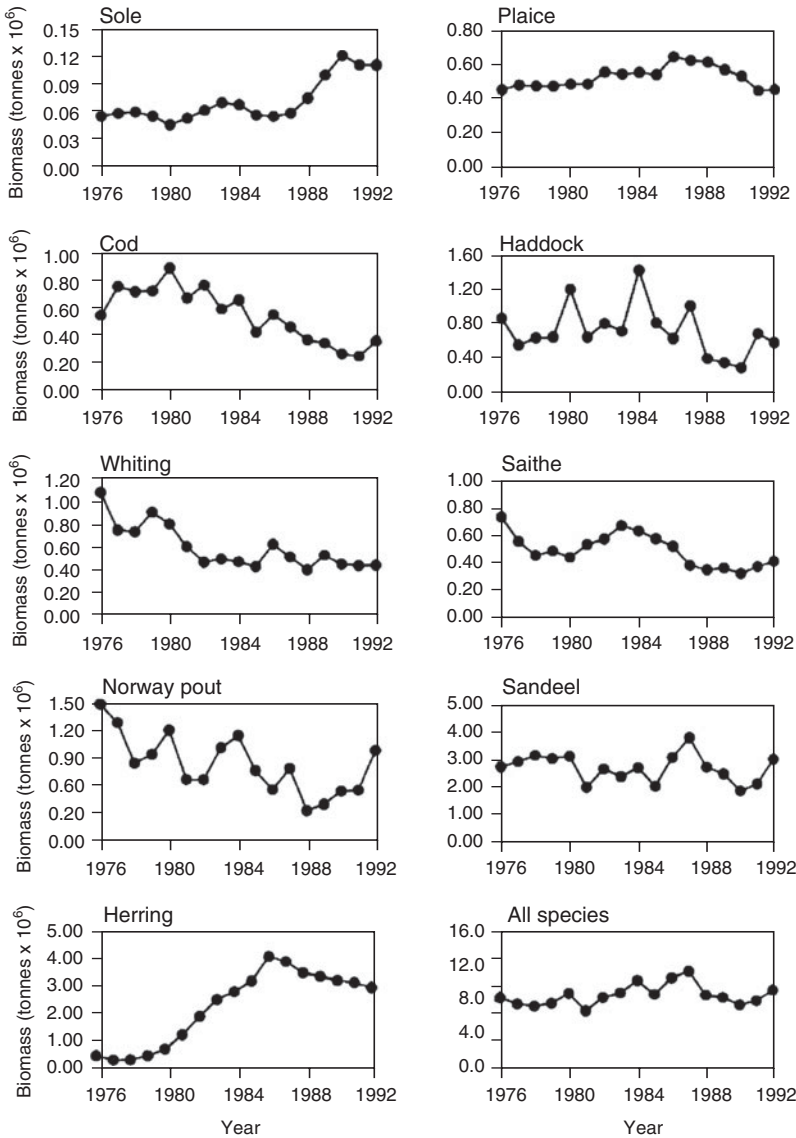 Sole
Biomass (tonnes x 10⁶)
0.15
0.12
0.09
0.06
0.03
0.00
1976 1980 1984 1988 1992
Plaice
0.80
0.60
0.40
0.20
0.00
1976 1980 1984 1988 1992
Cod
Biomass (tonnes x 10⁶)
1.00
0.80
0.60
0.40
0.20
0.00
1976 1980 1984 1988 1992
Haddock
1.60
1.20
0.80
0.40
0.00
1976 1980 1984 1988 1992
Whiting
Biomass (tonnes x 10⁶)
1.20
1.00
0.80
0.60
0.40
0.20
0.00
1976 1980 1984 1988 1992
Saithe
1.00
0.80
0.60
0.40
0.20
0.00
1976 1980 1984 1988 1992
Norway pout
Biomass (tonnes x 10⁶)
1.50
1.20
0.90
0.60
0.20
0.00
1976 1980 1984 1988 1992
Sandeel
5.00
4.00
3.00
2.00
1.00
0.00
1976 1980 1984 1988 1992
Herring
Biomass (tonnes x 10⁶)
5.00
4.00
3.00
2.00
1.00
0.00
1976 1980 1984 1988 1992
Year
All species
16.0
12.0
8.0
4.0
0.0
1976 1980 1984 1988 1992
Year